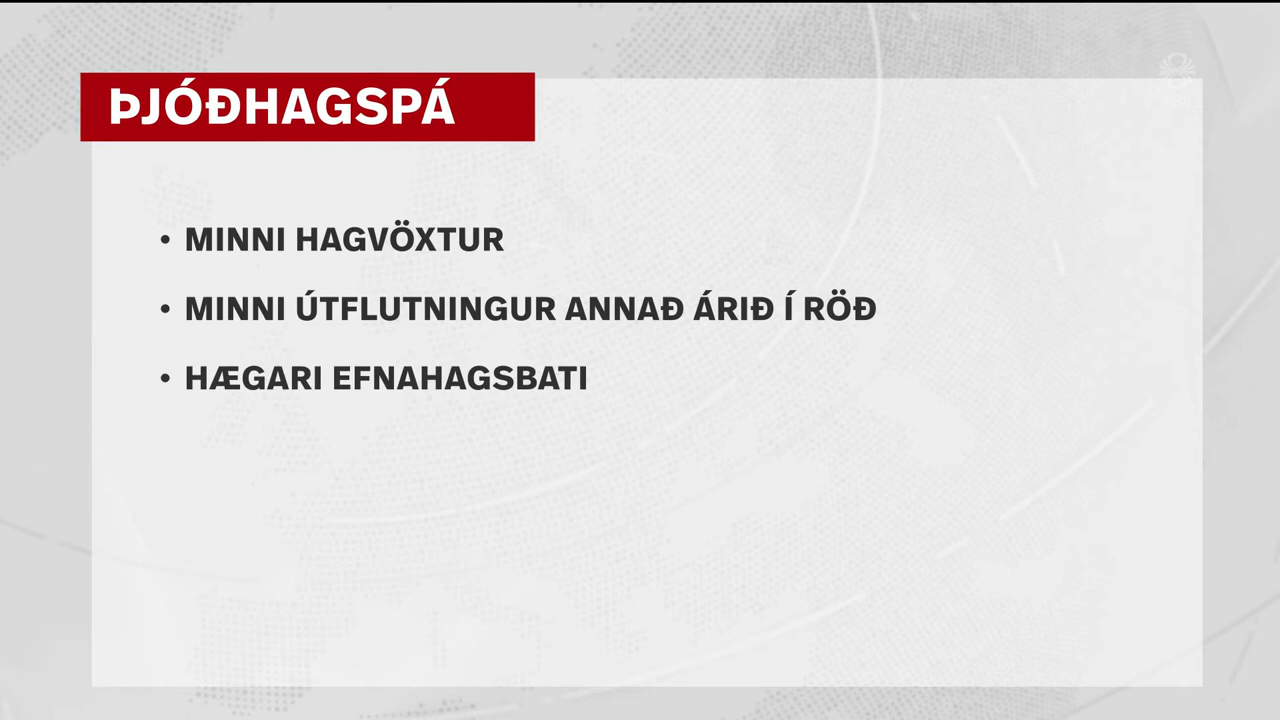 ÞJÓÐHAGSPÁ
• MINNI HAGVÖXTUR
• MINNI ÚTFLUTNINGUR ANNAÐ ÁRIÐ Í RÖÐ
• HÆGARI EFNAHAGSBATI